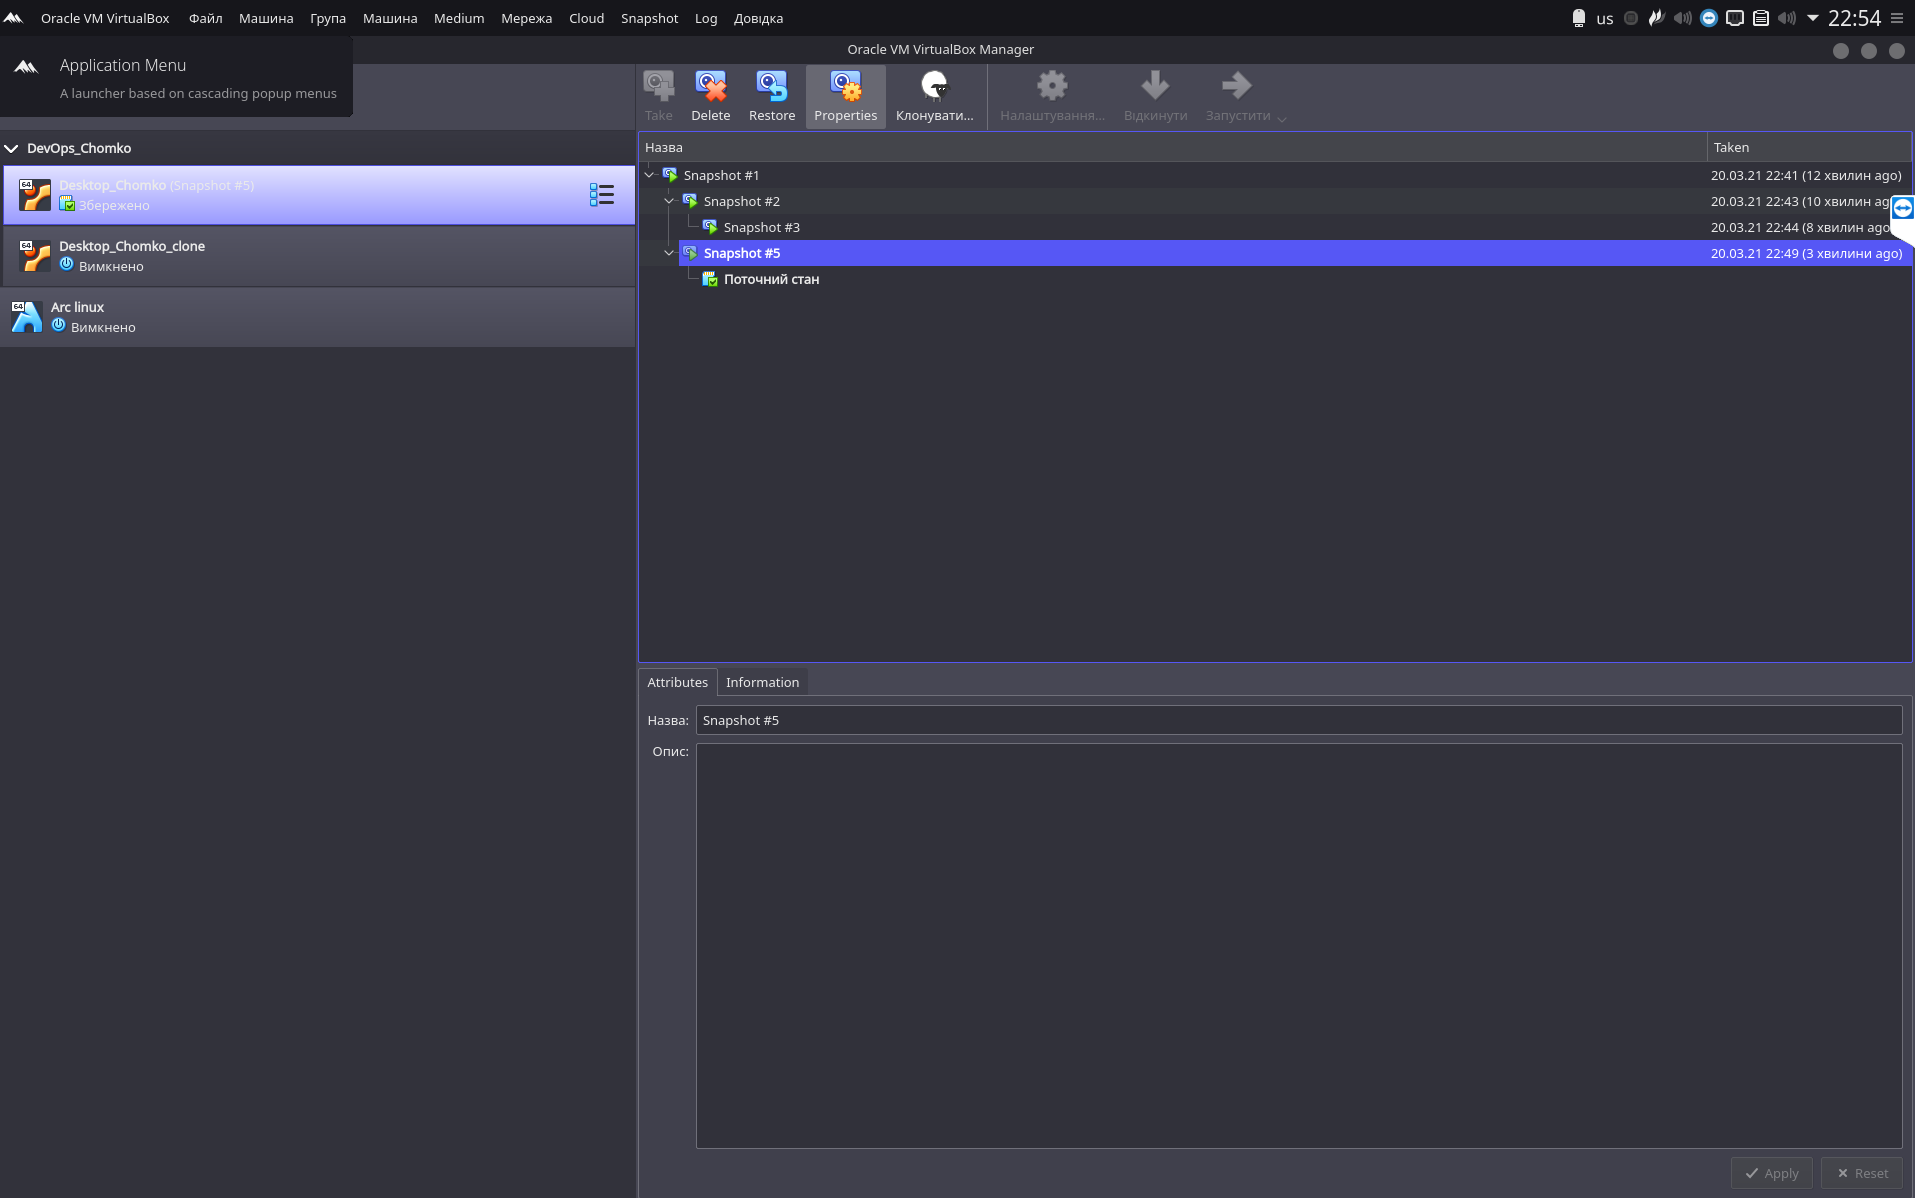 Oracle VM VirtualBox Файл Машина Група Машина Medium Мережа Cloud Snapshot Log Довідка us 22:54
Oracle VM VirtualBox Manager
Application Menu
A launcher based on cascading popup menus
Take Delete Restore Properties Клонувати... Налаштування... Відкинути Запустити
DevOps_Chomko
64 Desktop_Chomko (Snapshot #5)
Збережено
64 Desktop_Chomko_clone
Вимкнено
64 Arc linux
Вимкнено
Назва Taken
Snapshot #1 20.03.21 22:41 (12 хвилин ago)
Snapshot #2 20.03.21 22:43 (10 хвилин ag
Snapshot #3 20.03.21 22:44 (8 хвилин ago
Snapshot #5 20.03.21 22:49 (3 хвилини ago)
Поточний стан
Attributes Information
Назва: Snapshot #5
Опис:
Apply Reset